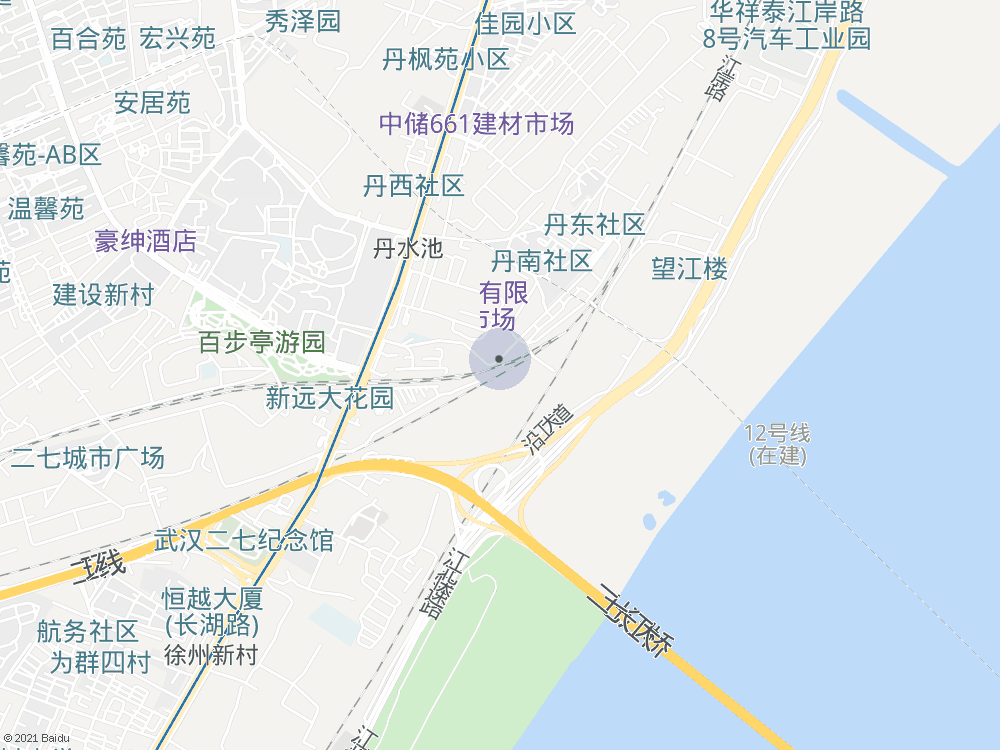 秀泽园
佳园小区
华祥泰江岸路
8号汽车工业园
百合苑
宏兴苑
丹枫苑小区
江岸路
安居苑
中储661建材市场
馨苑-AB区
丹西社区
温馨苑
丹东社区
豪绅酒店
丹水池
丹南社区
望江楼
苑
建设新村
有限
市场
百步亭游园
新远大花园
沿江大道
12号线
(在建)
二七城市广场
武汉二七纪念馆
江北快速路
二七长江大桥
恒越大厦
(长湖路)
航务社区
徐州新村
为群四村
© 2021 Baidu